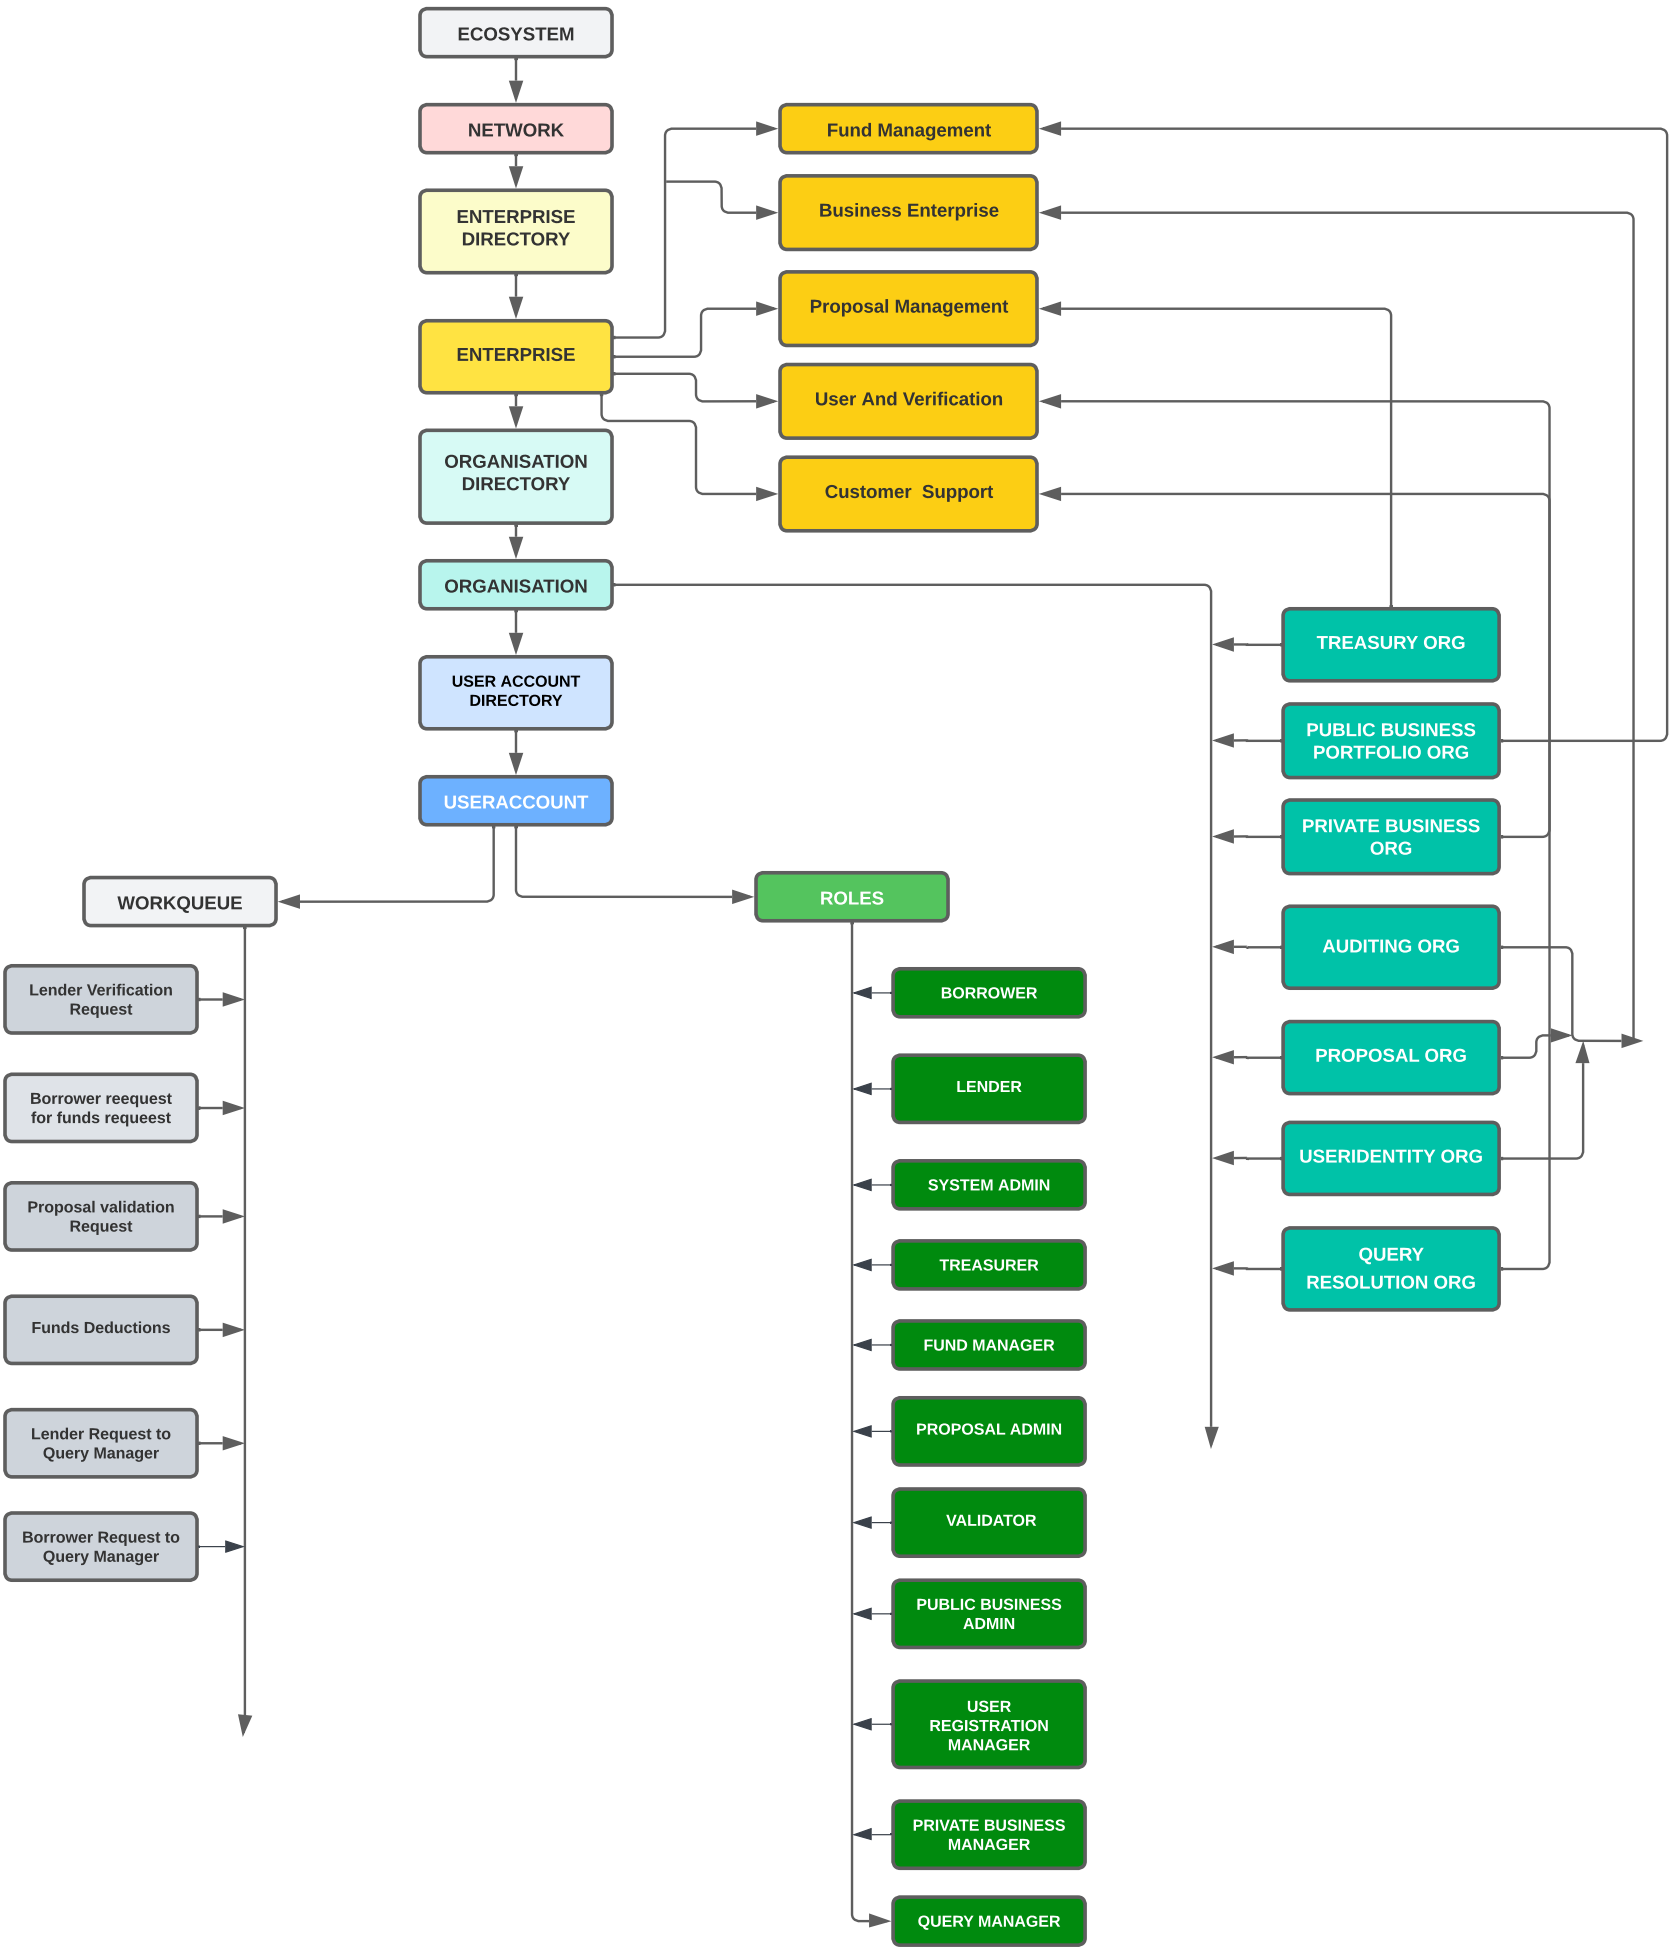 ECOSYSTEM
NETWORK
ENTERPRISE
DIRECTORY
ENTERPRISE
ORGANISATION
DIRECTORY
ORGANISATION
USER ACCOUNT
DIRECTORY
USERACCOUNT
Fund Management
Business Enterprise
Proposal Management
User And Verification
Customer  Support
TREASURY ORG
PUBLIC BUSINESS
PORTFOLIO ORG
PRIVATE BUSINESS
ORG
AUDITING ORG
PROPOSAL ORG
USERIDENTITY ORG
QUERY
RESOLUTION ORG
WORKQUEUE
Lender Verification
Request
Borrower reequest
for funds requeest
Proposal validation
Request
Funds Deductions
Lender Request to
Query Manager
Borrower Request to
Query Manager
ROLES
BORROWER
LENDER
SYSTEM ADMIN
TREASURER
FUND MANAGER
PROPOSAL ADMIN
VALIDATOR
PUBLIC BUSINESS
ADMIN
USER
REGISTRATION
MANAGER
PRIVATE BUSINESS
MANAGER
QUERY MANAGER